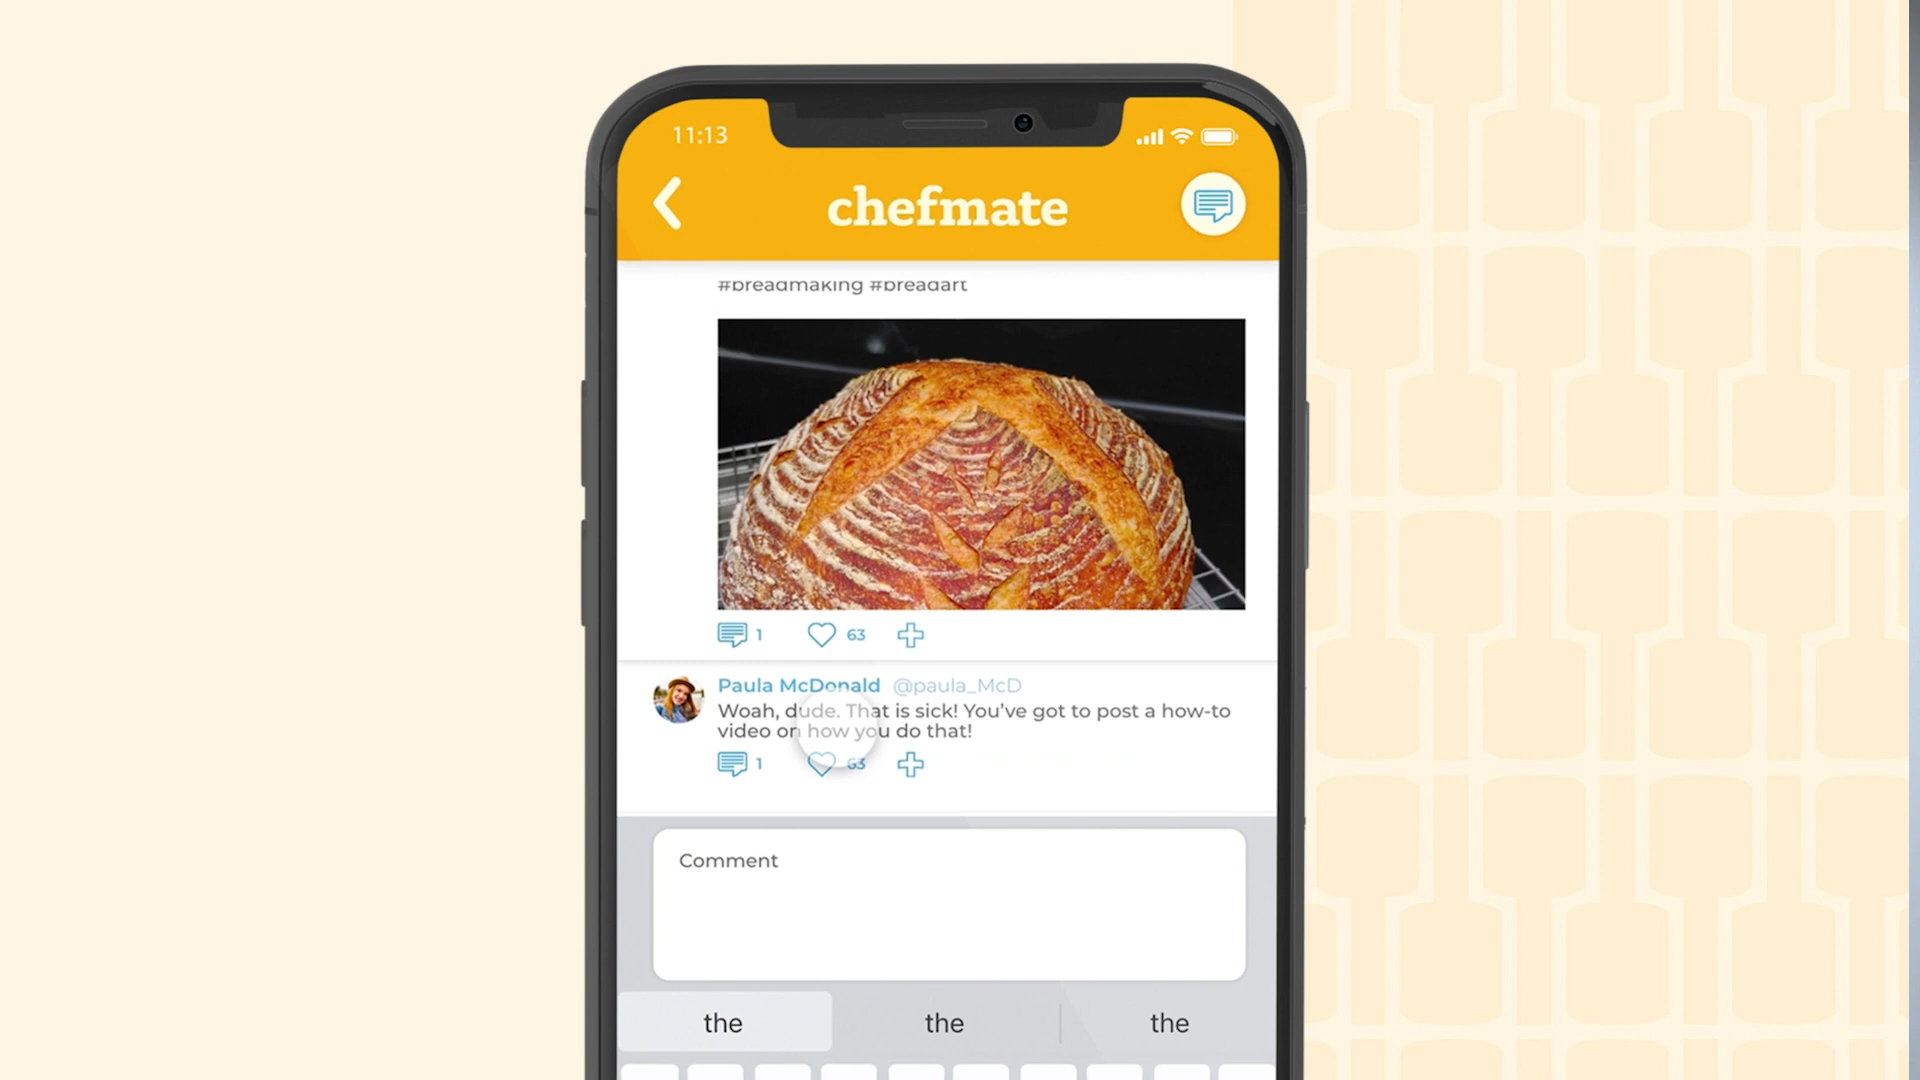 11:13
chefmate
#breadmaking #breadart
1 63
Paula McDonald @paula_McD
Woah, dude. That is sick! You've got to post a how-to
video on how you do that!
1 63
Comment
the the the